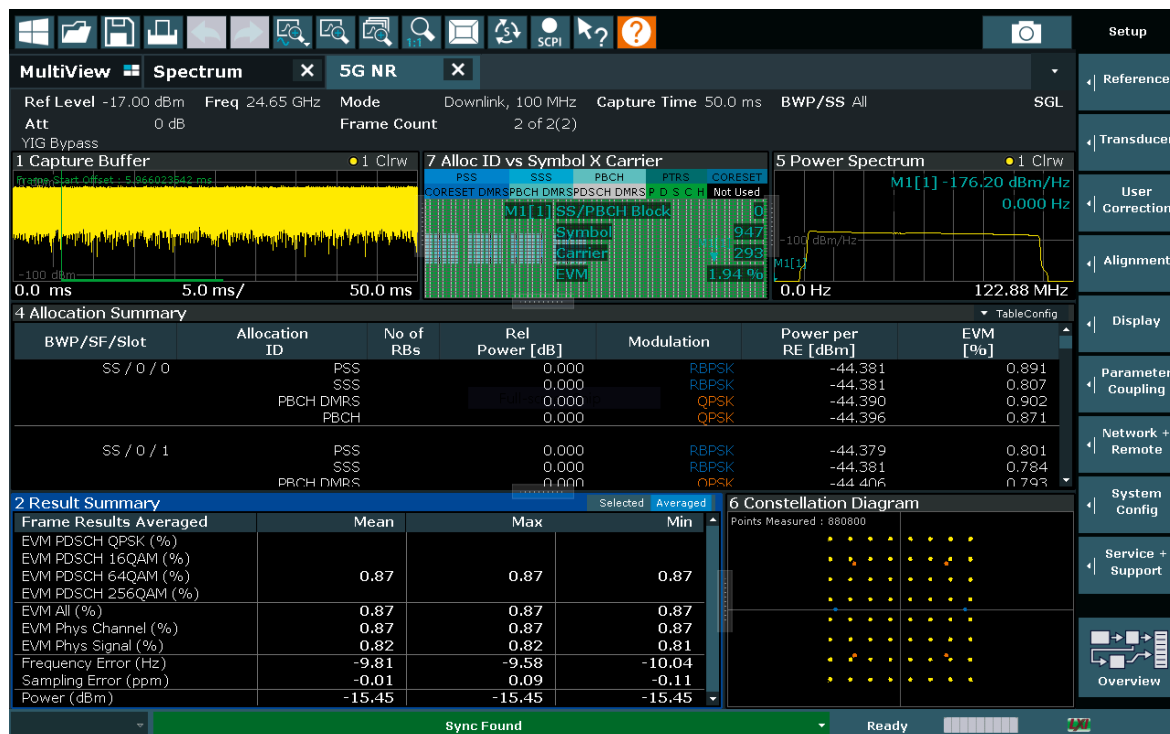 SCPI
1:1
Setup
MultiView
Spectrum
5G NR
Ref Level -17.00 dBm Freq 24.65 GHz Mode Downlink, 100 MHz Capture Time 50.0 ms BWP/SS All SGL
Att 0 dB Frame Count 2 of 2(2)
YIG Bypass
1 Capture Buffer 1 Clrw
Frame Start Offset : 5.966023542 ms
-100 dBm
0.0 ms 5.0 ms/ 50.0 ms
7 Alloc ID vs Symbol X Carrier
PSS SSS PBCH PTRS CORESET
CORESET DMRS PBCH DMRS PDSCH DMRS P D S C H Not Used
M1[1] SS/PBCH Block 0
Symbol 947
Carrier 293
EVM 1.94 %
5 Power Spectrum 1 Clrw
M1[1] -176.20 dBm/Hz
0.000 Hz
-100 dBm/Hz
M1[1]
0.0 Hz 122.88 MHz
4 Allocation Summary TableConfig
BWP/SF/Slot Allocation ID No of RBs Rel Power [dB] Modulation Power per RE [dBm] EVM [%]
SS / 0 / 0 PSS 0.000 RBPSK -44.381 0.891
SSS 0.000 RBPSK -44.381 0.807
PBCH DMRS 0.000 QPSK -44.390 0.902
PBCH 0.000 QPSK -44.396 0.871
SS / 0 / 1 PSS 0.000 RBPSK -44.379 0.801
SSS 0.000 RBPSK -44.381 0.784
PBCH DMRS 0.000 QPSK -44.406 0.793
2 Result Summary Selected Averaged
Frame Results Averaged Mean Max Min
EVM PDSCH QPSK (%)
EVM PDSCH 16QAM (%)
EVM PDSCH 64QAM (%) 0.87 0.87 0.87
EVM PDSCH 256QAM (%)
EVM All (%) 0.87 0.87 0.87
EVM Phys Channel (%) 0.87 0.87 0.87
EVM Phys Signal (%) 0.82 0.82 0.81
Frequency Error (Hz) -9.81 -9.58 -10.04
Sampling Error (ppm) -0.01 0.09 -0.11
Power (dBm) -15.45 -15.45 -15.45
6 Constellation Diagram
Points Measured : 880800
Reference
Transducer
User
Correction
Alignment
Display
Parameter
Coupling
Network +
Remote
System
Config
Service +
Support
Overview
Sync Found
Ready
LXI